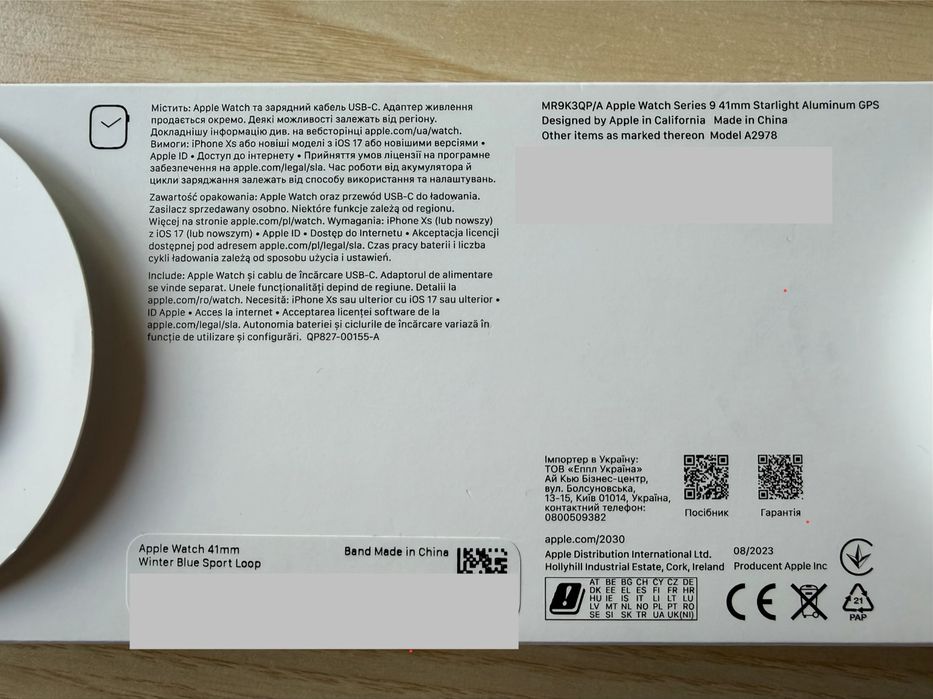 Містить: Apple Watch та зарядний кабель USB-C. Адаптер живлення
продається окремо. Деякі можливості залежать від регіону.
Докладнішу інформацію див. на вебсторінці apple.com/ua/watch.
Вимоги: iPhone Xs або новіші моделі з iOS 17 або новішими версіями •
Apple ID • Доступ до інтернету • Прийняття умов ліцензії на програмне
забезпечення на apple.com/legal/sla. Час роботи від акумулятора й
цикли заряджання залежать від способу використання та налаштувань.
Zawartość opakowania: Apple Watch oraz przewód USB-C do ładowania.
Zasilacz sprzedawany osobno. Niektóre funkcje zależą od regionu.
Więcej na stronie apple.com/pl/watch. Wymagania: iPhone Xs (lub nowszy)
z iOS 17 (lub nowszym) • Apple ID • Dostęp do Internetu • Akceptacja licencji
dostępnej pod adresem apple.com/pl/legal/sla. Czas pracy baterii i liczba
cykli ładowania zależą od sposobu użycia i ustawień.
Include: Apple Watch și cablu de încărcare USB-C. Adaptorul de alimentare
se vinde separat. Unele funcționalități depind de regiune. Detalii la
apple.com/ro/watch. Necesită: iPhone Xs sau ulterior cu iOS 17 sau ulterior •
ID Apple • Acces la internet • Acceptarea licenței software de la
apple.com/legal/sla. Autonomia bateriei și ciclurile de încărcare variază în
funcție de utilizare și configurări. QP827-00155-A
MR9K3QP/A Apple Watch Series 9 41mm Starlight Aluminum GPS
Designed by Apple in California Made in China
Other items as marked thereon Model A2978
Імпортер в Україну:
ТОВ «Еппл Україна»
Ай Кью Бізнес-центр,
вул. Болсуновська,
13-15, Київ 01014, Україна,
контактний телефон:
0800509382
Посібник
Гарантія
apple.com/2030
Apple Distribution International Ltd.
Hollyhill Industrial Estate, Cork, Ireland
08/2023
Producent Apple Inc
AT BE BG CH CY CZ DE
DK EE EL ES FI FR HR
HU IE IS IT LI LT LU
LV MT NL NO PL PT RO
SE SI SK TR UA UK(NI)
CE
21
PAP
Apple Watch 41mm
Winter Blue Sport Loop
Band Made in China